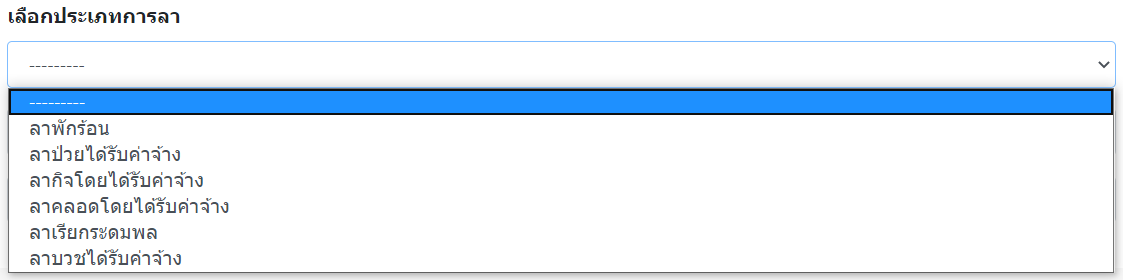 เลือกประเภทการลา
---------
---------
ลาพักร้อน
ลาป่วยได้รับค่าจ้าง
ลากิจโดยได้รับค่าจ้าง
ลาคลอดโดยได้รับค่าจ้าง
ลาเรียกระดมพล
ลาบวชได้รับค่าจ้าง